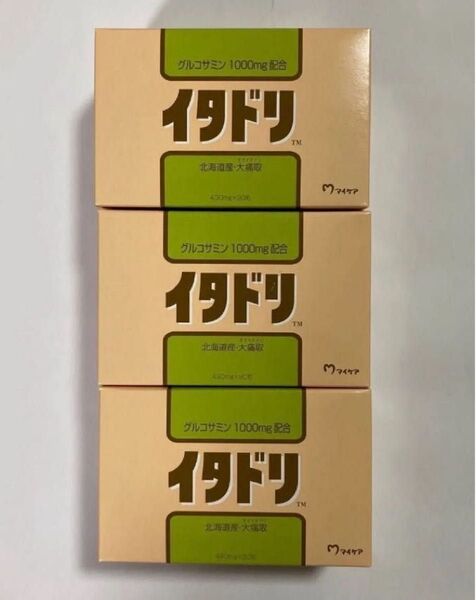 グルコサミン 1000mg 配合
イタドリ™
北海道産・大痛取
マイケア
グルコサミン 1000mg 配合
イタドリ™
北海道産・大痛取
マイケア
グルコサミン 1000mg 配合
イタドリ™
北海道産・大痛取
マイケア